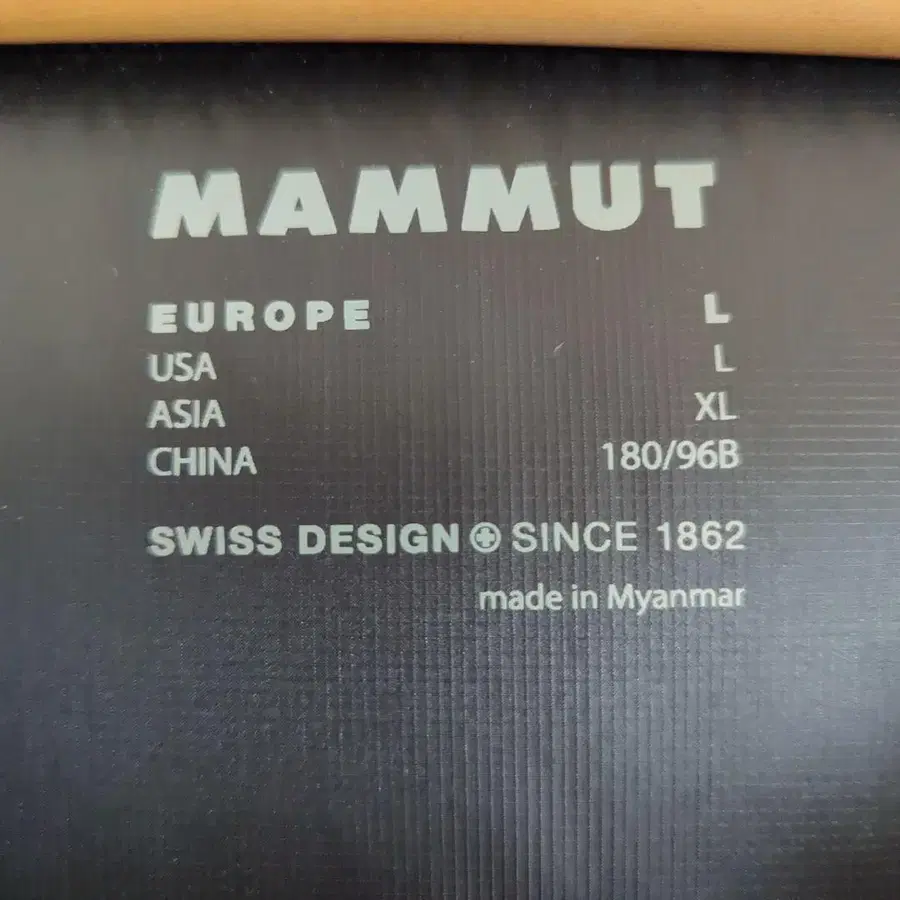 MAMMUT
EUROPE L
USA L
ASIA XL
CHINA 180/96B
SWISS DESIGN SINCE 1862
made in Myanmar